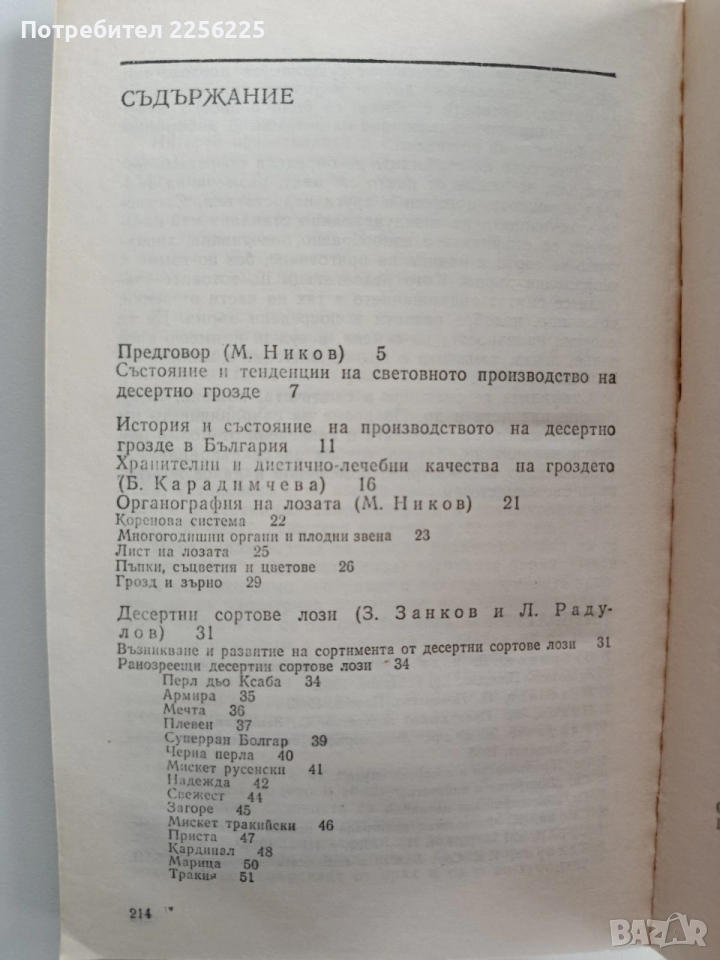 Потребител 2256225
СЪДЪРЖАНИЕ
Предговор (М. Ников) 5
Състояние и тенденции на световното производство на
десертно грозде 7
История и състояние на производството на десертно
грозде в България 11
Хранителни и диетично-лечебни качества на гроздето
(Б. Карадимчева) 16
Органография на лозата (М. Ников) 21
Коренова система 22
Многогодишни органи и плодни звена 23
Лист на лозата 25
Пъпки, съцветия и цветове 26
Грозд и зърно 29
Десертни сортове лози (З. Занков и Л. Раду-
лов) 31
Възникване и развитие на сортимента от десертни сортове лози 31
Ранозреещи десертни сортове лози 34
Перл дьо Ксаба 34
Армира 35
Мечта 36
Плевен 37
Суперран Болгар 39
Черна перла 40
Мискет русенски 41
Надежда 42
Свежест 44
Загоре 45
Мискет тракийски 46
Приста 47
Кардинал 48
Марица 50
Тракия 51
214
BAZAR